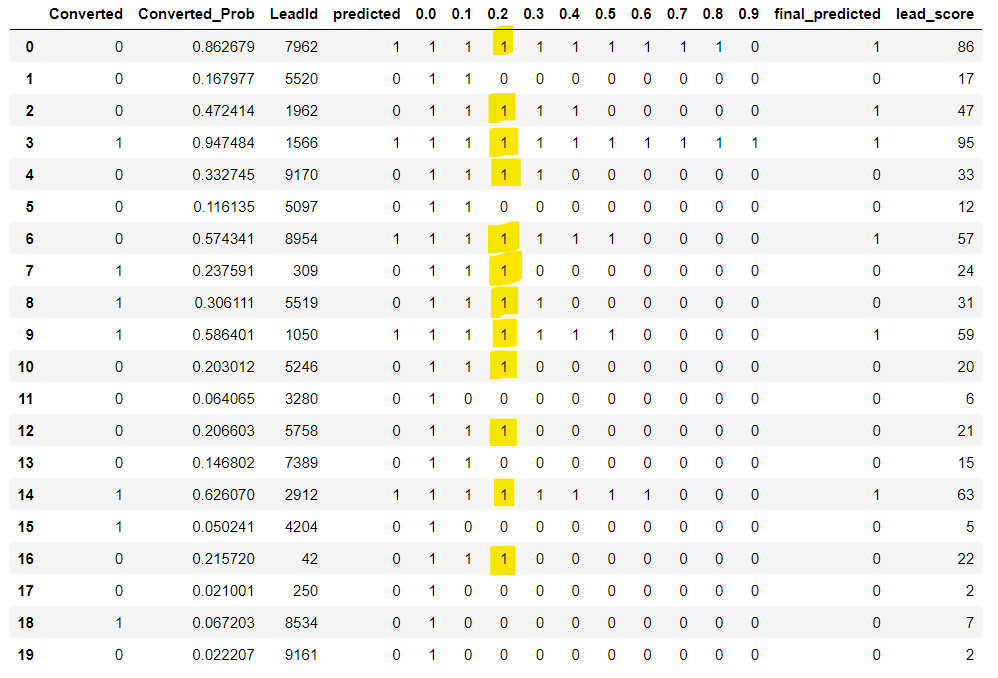 Converted Converted_Prob LeadId predicted 0.0 0.1 0.2 0.3 0.4 0.5 0.6 0.7 0.8 0.9 final_predicted lead_score
0 0 0.862679 7962 1 1 1 1 1 1 1 1 1 1 0 1 86
1 0 0.167977 5520 0 1 1 0 0 0 0 0 0 0 0 0 17
2 0 0.472414 1962 0 1 1 1 1 1 0 0 0 0 0 1 47
3 1 0.947484 1566 1 1 1 1 1 1 1 1 1 1 1 1 95
4 0 0.332745 9170 0 1 1 1 1 0 0 0 0 0 0 0 33
5 0 0.116135 5097 0 1 1 0 0 0 0 0 0 0 0 0 12
6 0 0.574341 8954 1 1 1 1 1 1 1 0 0 0 0 1 57
7 1 0.237591 309 0 1 1 1 0 0 0 0 0 0 0 0 24
8 1 0.306111 5519 0 1 1 1 1 0 0 0 0 0 0 0 31
9 1 0.586401 1050 1 1 1 1 1 1 1 0 0 0 0 1 59
10 0 0.203012 5246 0 1 1 1 0 0 0 0 0 0 0 0 20
11 0 0.064065 3280 0 1 0 0 0 0 0 0 0 0 0 0 6
12 0 0.206603 5758 0 1 1 1 0 0 0 0 0 0 0 0 21
13 0 0.146802 7389 0 1 1 0 0 0 0 0 0 0 0 0 15
14 1 0.626070 2912 1 1 1 1 1 1 1 1 0 0 0 1 63
15 1 0.050241 4204 0 1 0 0 0 0 0 0 0 0 0 0 5
16 0 0.215720 42 0 1 1 1 0 0 0 0 0 0 0 0 22
17 0 0.021001 250 0 1 0 0 0 0 0 0 0 0 0 0 2
18 1 0.067203 8534 0 1 0 0 0 0 0 0 0 0 0 0 7
19 0 0.022207 9161 0 1 0 0 0 0 0 0 0 0 0 0 2